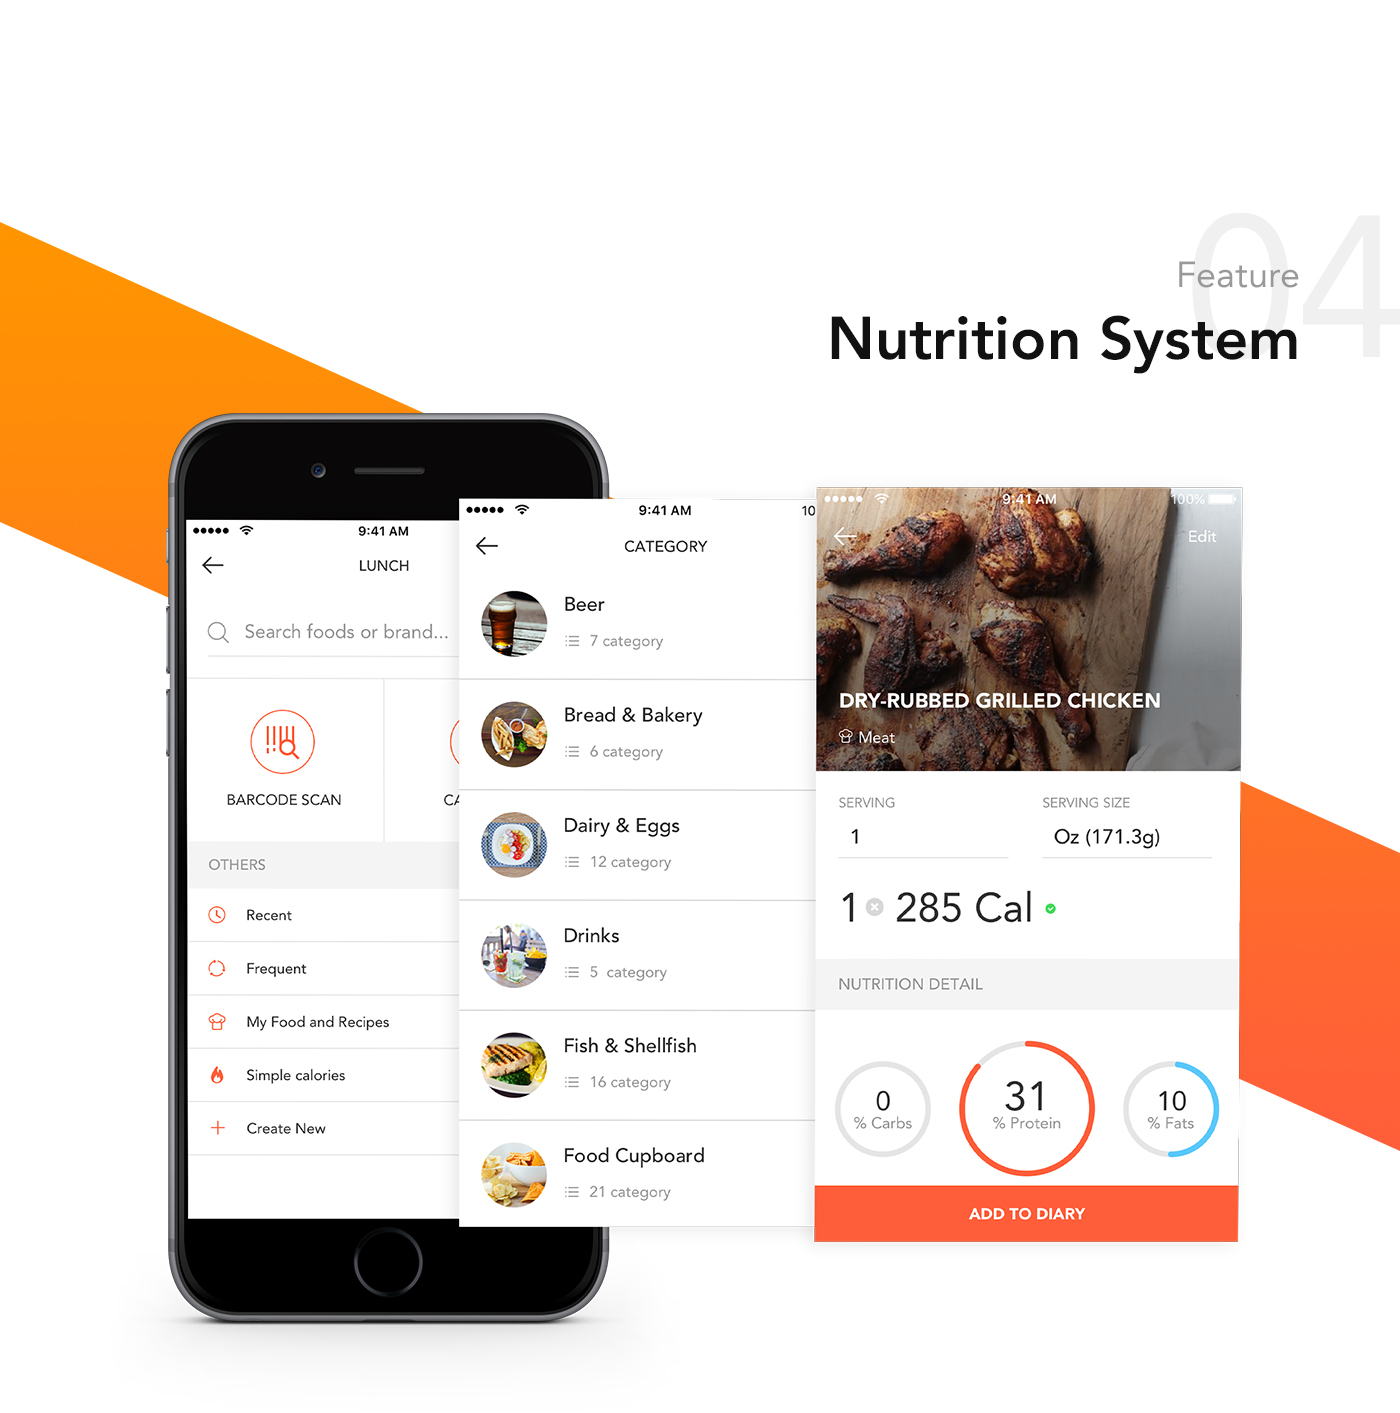 04
Feature
Nutrition System
9:41 AM
LUNCH
Search foods or brand...
BARCODE SCAN
CA
OTHERS
Recent
Frequent
My Food and Recipes
Simple calories
Create New
9:41 AM
10
CATEGORY
Beer
7 category
Bread & Bakery
6 category
Dairy & Eggs
12 category
Drinks
5 category
Fish & Shellfish
16 category
Food Cupboard
21 category
9:41 AM
100%
Edit
DRY-RUBBED GRILLED CHICKEN
Meat
SERVING
SERVING SIZE
1
Oz (171.3g)
1 285 Cal
NUTRITION DETAIL
0
% Carbs
31
% Protein
10
% Fats
ADD TO DIARY